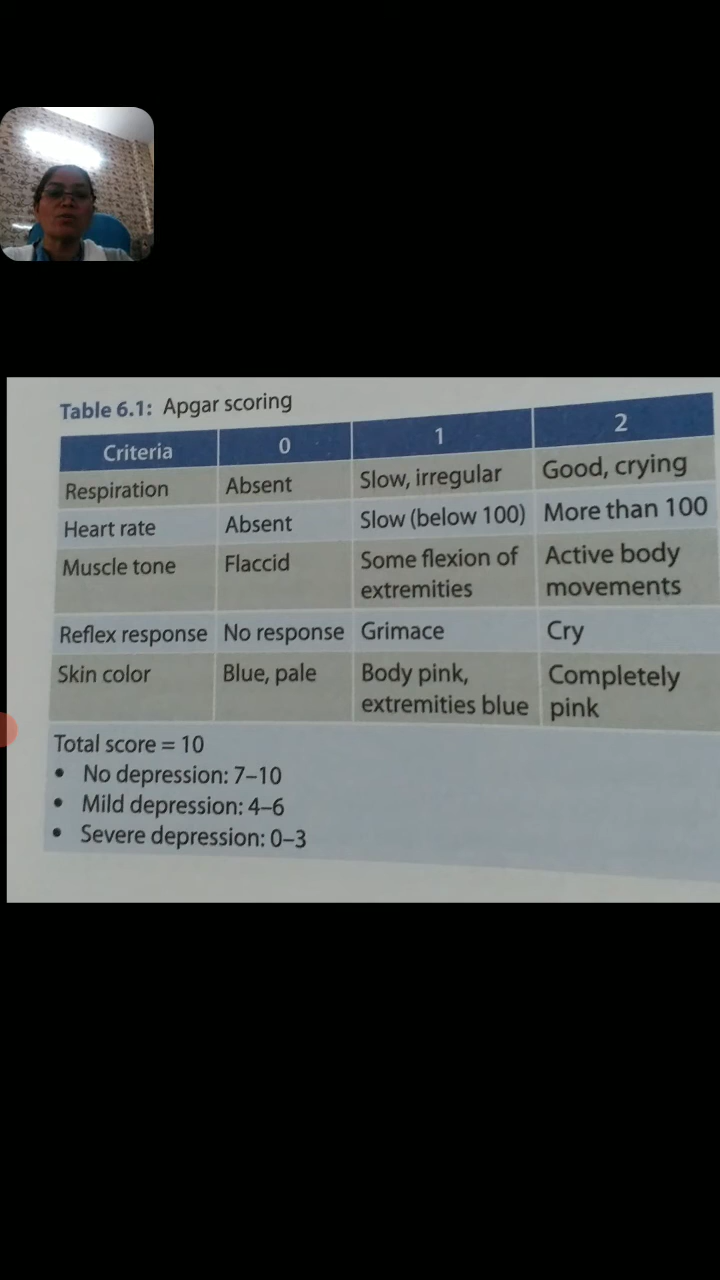 Table 6.1: Apgar scoring
Criteria 0 1 2
Respiration Absent Slow, irregular Good, crying
Heart rate Absent Slow (below 100) More than 100
Muscle tone Flaccid Some flexion of Active body
extremities movements
Reflex response No response Grimace Cry
Skin color Blue, pale Body pink, Completely
extremities blue pink
Total score = 10
• No depression: 7–10
• Mild depression: 4–6
• Severe depression: 0–3